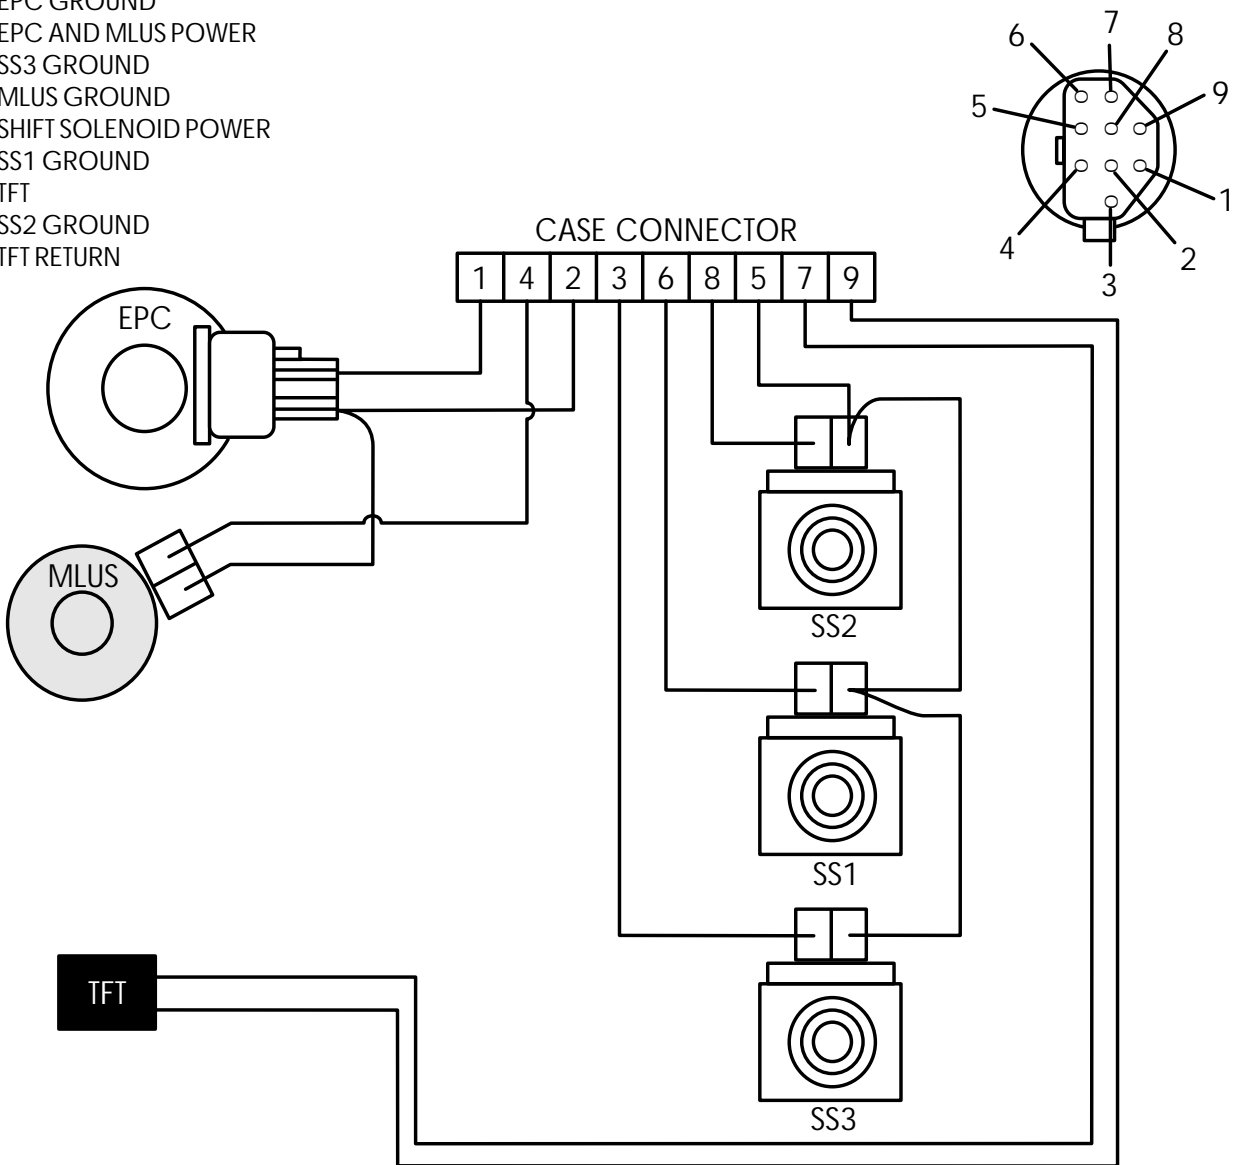 EPC GROUND
EPC AND MLUS POWER
SS3 GROUND
MLUS GROUND
SHIFT SOLENOID POWER
SS1 GROUND
TFT
SS2 GROUND
TFT RETURN
6
7
8
5
9
4
3
2
1
CASE CONNECTOR
1 4 2 3 6 8 5 7 9
EPC
MLUS
SS2
SS1
TFT
SS3